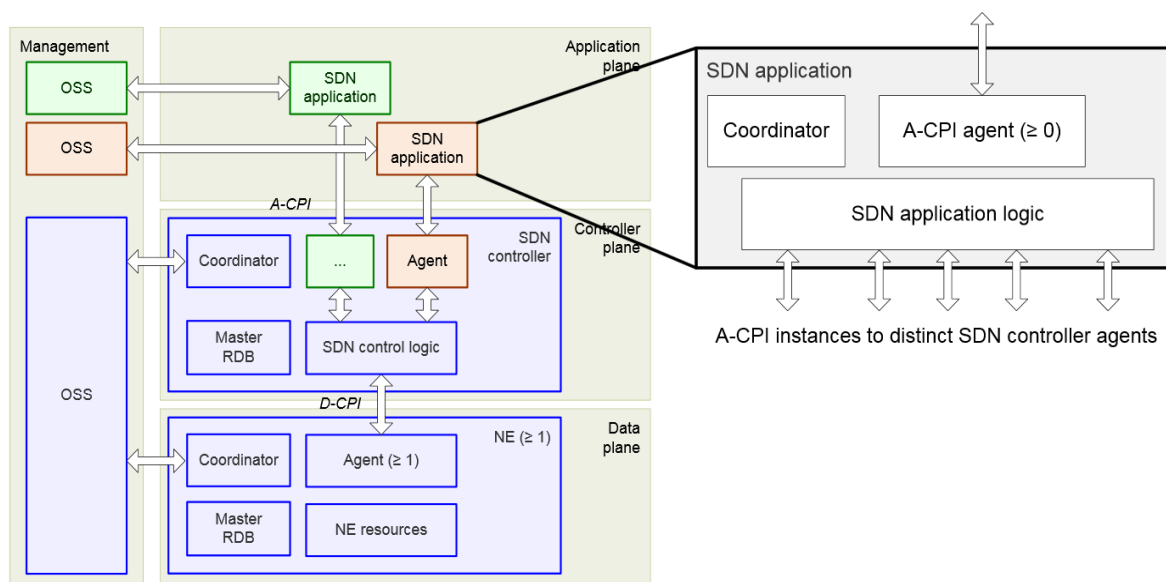 Management
OSS
OSS
OSS
Application
plane
SDN
application
SDN
application
A-CPI
Controller
plane
SDN
controller
Coordinator
...
Agent
Master
RDB
SDN control logic
D-CPI
Data
plane
NE (≥ 1)
Coordinator
Agent (≥ 1)
Master
RDB
NE resources
SDN application
Coordinator
A-CPI agent (≥ 0)
SDN application logic
A-CPI instances to distinct SDN controller agents